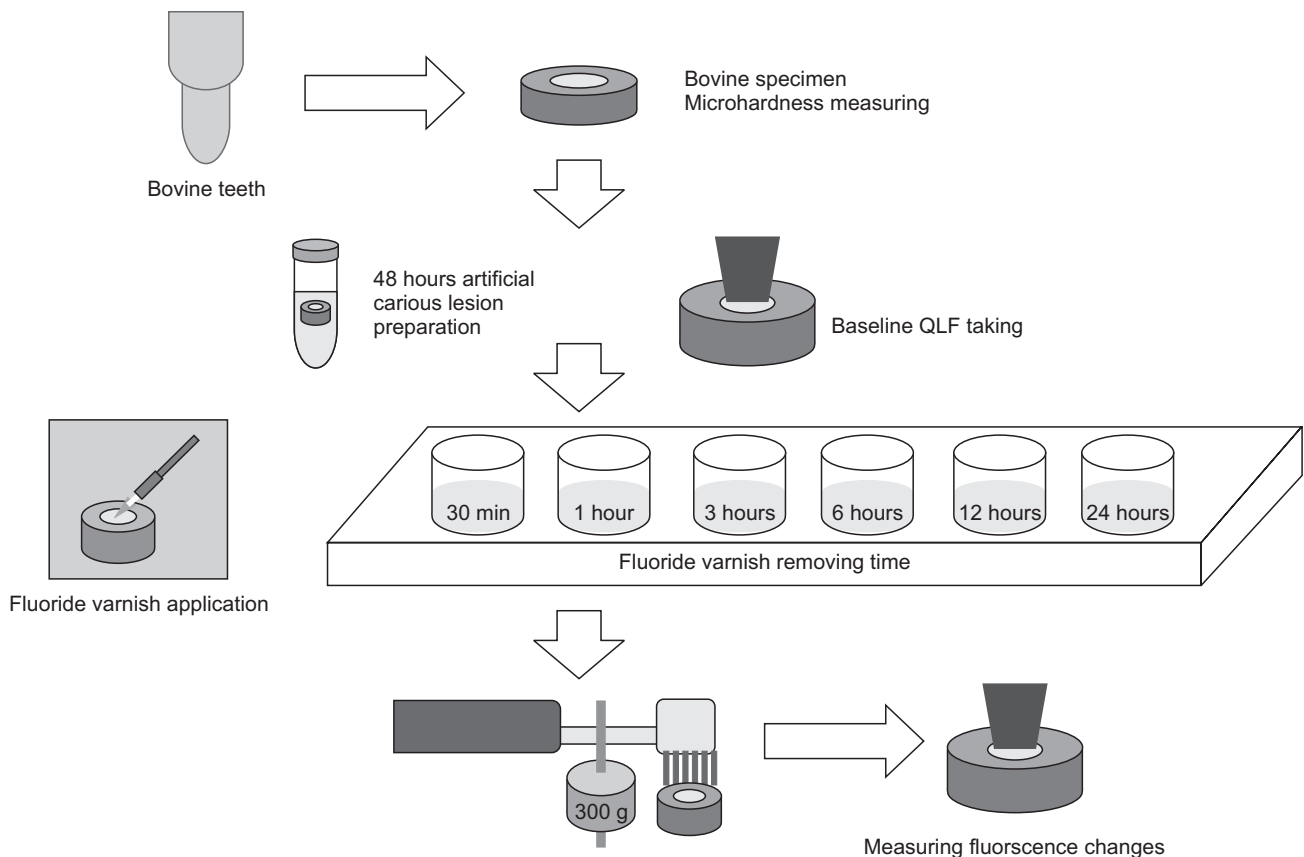 Bovine teeth
Bovine specimen
Microhardness measuring
48 hours artificial
carious lesion
preparation
Baseline QLF taking
Fluoride varnish application
30 min
1 hour
3 hours
6 hours
12 hours
24 hours
Fluoride varnish removing time
300 g
Measuring fluorscence changes